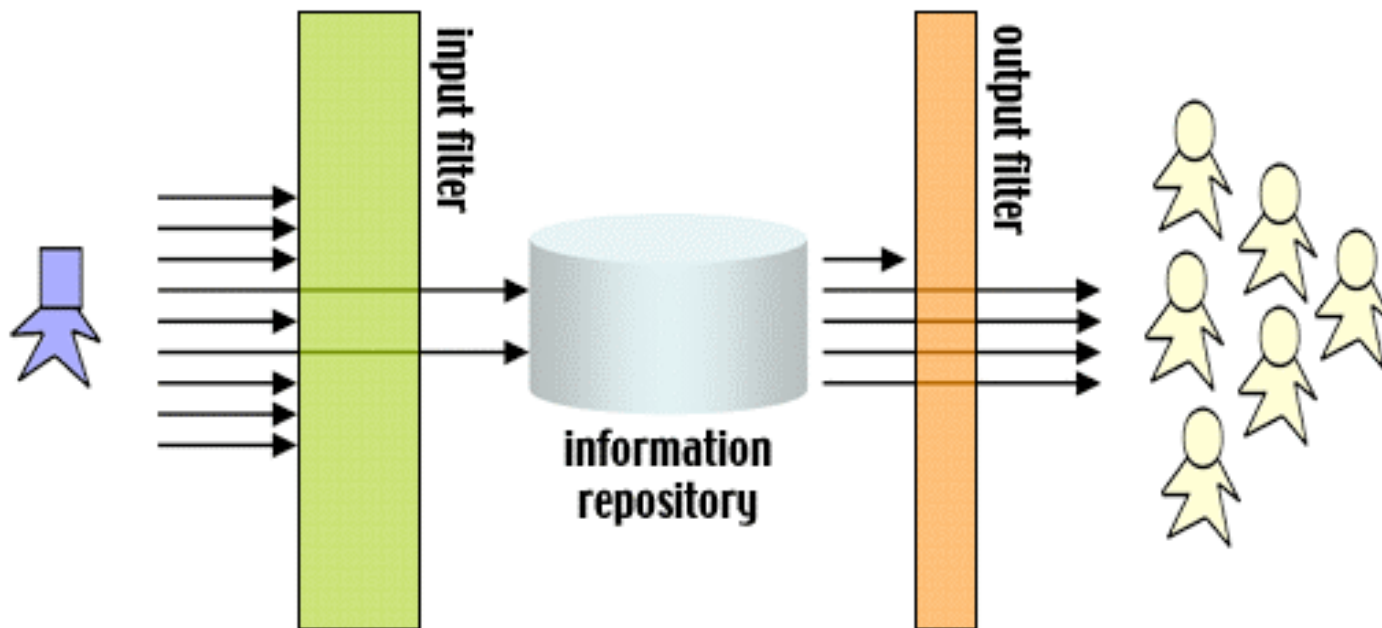 input filter
information
repository
output filter